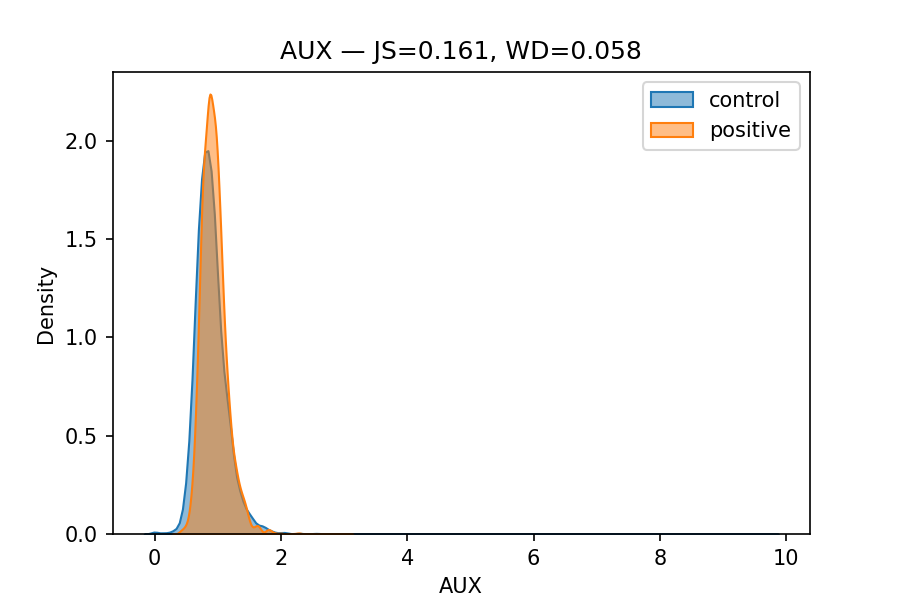 AUX — JS=0.161, WD=0.058
control
positive
Density
2.0
1.5
1.0
0.5
0.0
0 2 4 6 8 10
AUX